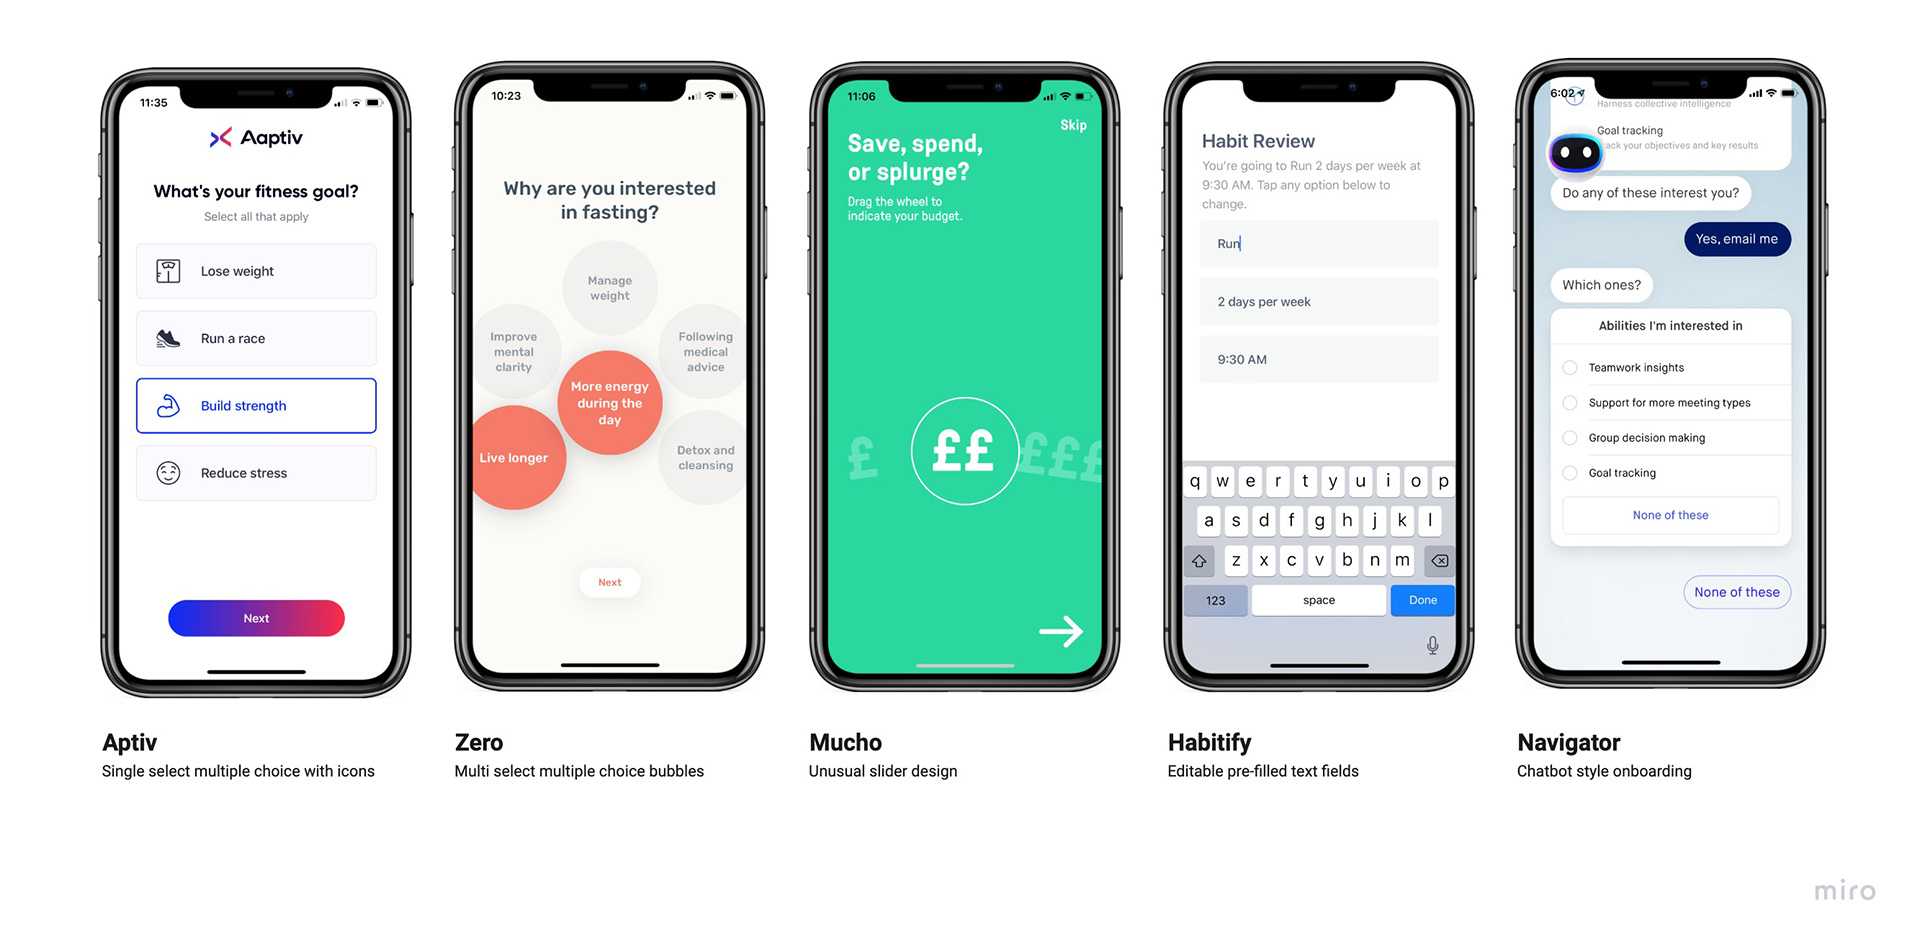 11:35
Aaptiv
What's your fitness goal?
Select all that apply
Lose weight
Run a race
Build strength
Reduce stress
Next
Aptiv
Single select multiple choice with icons
10:23
Why are you interested
in fasting?
Manage
weight
Improve
mental
clarity
Following
medical
advice
More energy
during the
day
Live longer
Detox and
cleansing
Next
Zero
Multi select multiple choice bubbles
11:06
Skip
Save, spend,
or splurge?
Drag the wheel to
indicate your budget.
£ ££ £££
Mucho
Unusual slider design
Habit Review
You're going to Run 2 days per week at
9:30 AM. Tap any option below to
change.
Run
2 days per week
9:30 AM
q w e r t y u i o p
a s d f g h j k l
z x c v b n m
123 space Done
Habitify
Editable pre-filled text fields
6:02
Harness collective intelligence
Goal tracking
your objectives and key results
Do any of these interest you?
Yes, email me
Which ones?
Abilities I'm interested in
Teamwork insights
Support for more meeting types
Group decision making
Goal tracking
None of these
None of these
Navigator
Chatbot style onboarding
miro